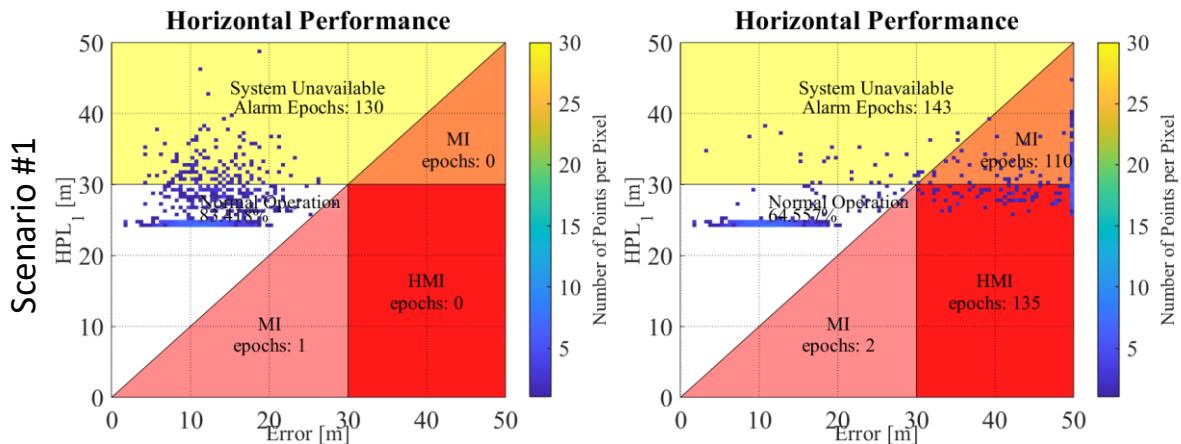 Scenario #1
Horizontal Performance
50
40
30
20
10
0
HPL1 [m]
System Unavailable
Alarm Epochs: 130
MI
epochs: 0
Normal Operation
83.418%
HMI
epochs: 0
MI
epochs: 1
0
10
20
30
40
50
Error [m]
30
25
20
15
10
5
Number of Points per Pixel
Horizontal Performance
50
40
30
20
10
0
HPL1 [m]
System Unavailable
Alarm Epochs: 143
MI
epochs: 110
Normal Operation
64.557%
HMI
epochs: 135
MI
epochs: 2
0
10
20
30
40
50
Error [m]
30
25
20
15
10
5
Number of Points per Pixel